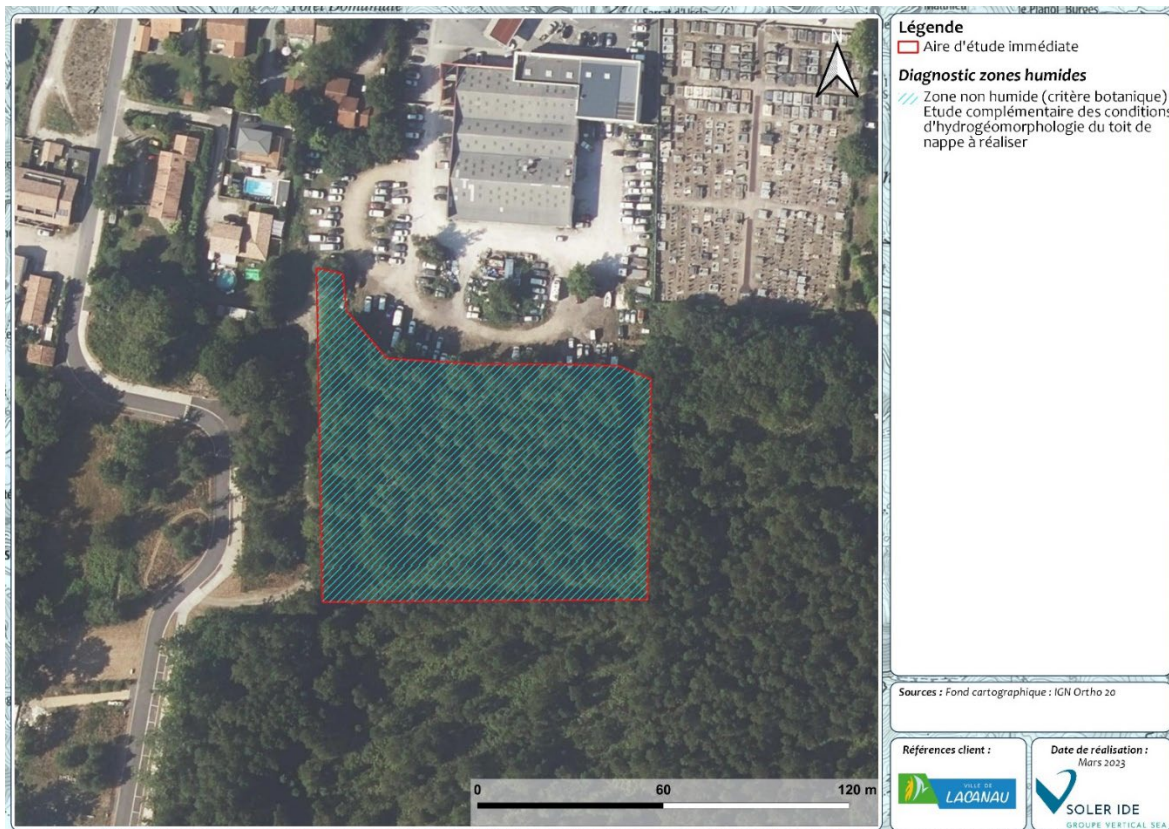 Forêt Domaniale
Légende
Aire d'étude immédiate
Diagnostic zones humides
Zone non humide (critère botanique)
Etude complémentaire des conditions
d'hydrogéomorphologie du toit de
nappe à réaliser
N
Sources : Fond cartographique : IGN Ortho 20
Références client :
VILLE DE
LACANAU
Date de réalisation :
Mars 2023
SOLER IDE
GROUPE VERTICAL SEA
0 60 120 m